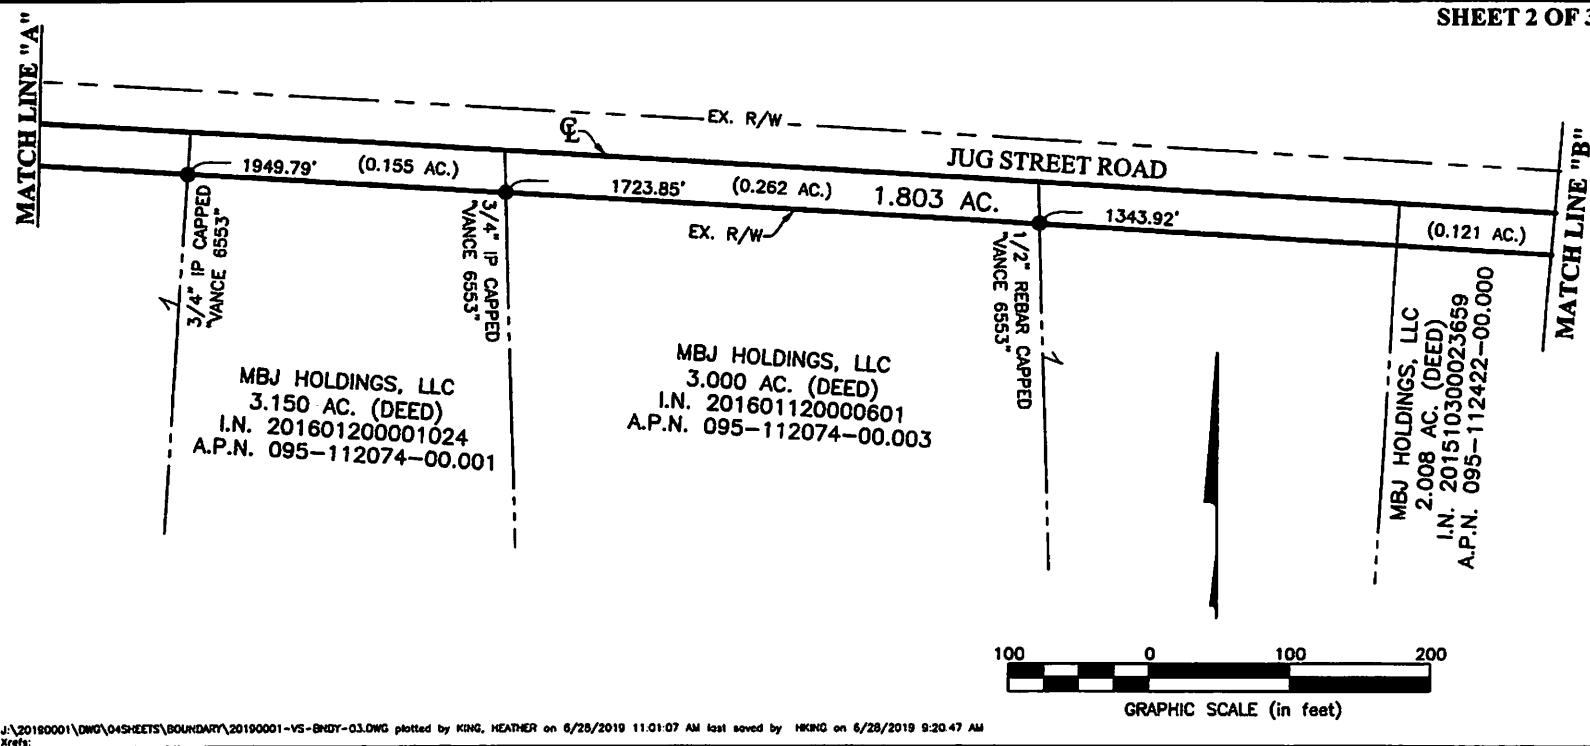 SHEET 2 OF 3
MATCH LINE "A"
EX. R/W
℄
JUG STREET ROAD
MATCH LINE "B"
1949.79'
(0.155 AC.)
1723.85'
(0.262 AC.)
1.803 AC.
1343.92'
(0.121 AC.)
EX. R/W
3/4" IP CAPPED
"VANCE 6553"
3/4" IP CAPPED
"VANCE 6553"
1/2" REBAR CAPPED
"VANCE 6553"
MBJ HOLDINGS, LLC
3.150 AC. (DEED)
I.N. 201601200001024
A.P.N. 095-112074-00.001
MBJ HOLDINGS, LLC
3.000 AC. (DEED)
I.N. 201601120000601
A.P.N. 095-112074-00.003
MBJ HOLDINGS, LLC
2.008 AC. (DEED)
I.N. 201510300023659
A.P.N. 095-112422-00.000
100 0 100 200
GRAPHIC SCALE (in feet)
J:\20190001\DWG\04SHEETS\BOUNDARY\20190001-VS-BNDY-03.DWG plotted by KING, HEATHER on 6/28/2019 11:01:07 AM last saved by HKING on 6/28/2019 9:20:47 AM
Xrefs: